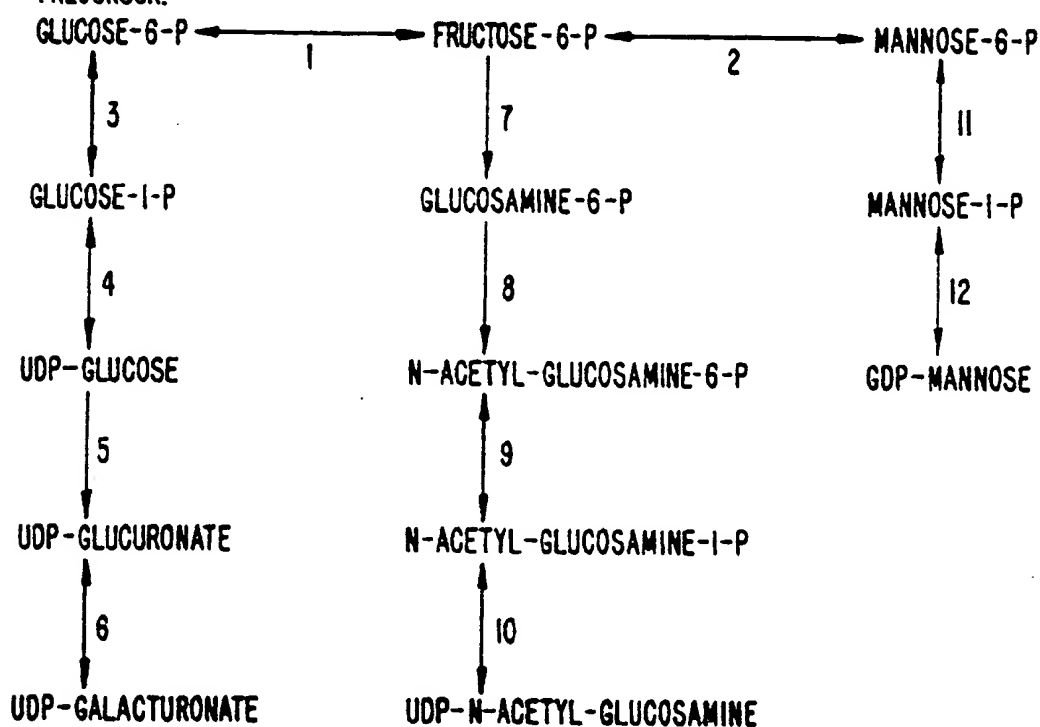 GLUCOSE-6-P FRUCTOSE-6-P MANNOSE-6-P
1 2
3 7 11
GLUCOSE-1-P GLUCOSAMINE-6-P MANNOSE-1-P
4 8 12
UDP-GLUCOSE N-ACETYL-GLUCOSAMINE-6-P GDP-MANNOSE
5 9
UDP-GLUCURONATE N-ACETYL-GLUCOSAMINE-1-P
6 10
UDP-GALACTURONATE UDP-N-ACETYL-GLUCOSAMINE